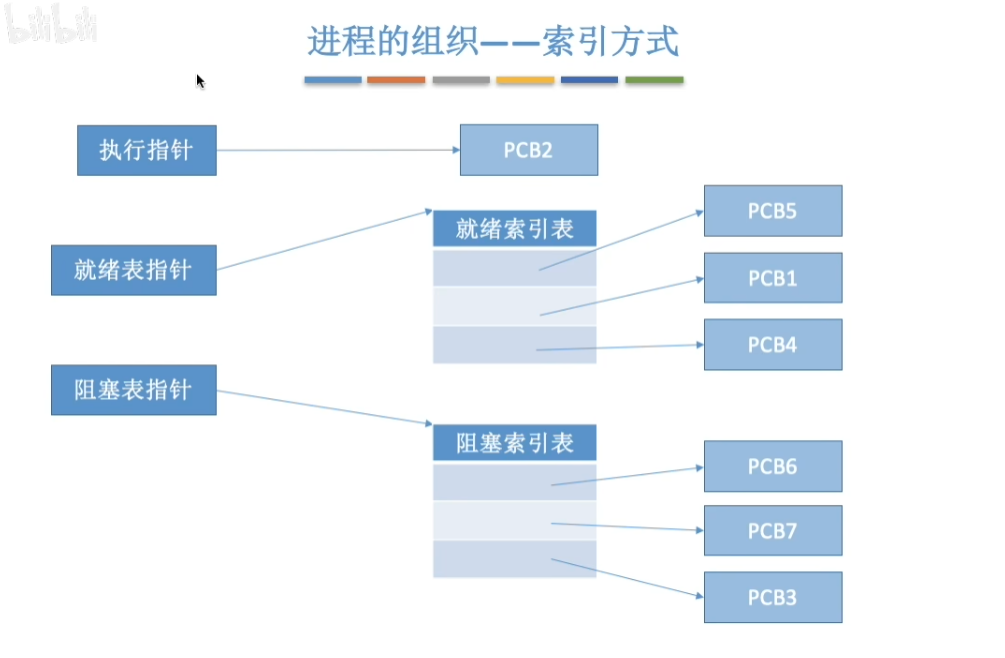 bilibili
进程的组织——索引方式
执行指针
PCB2
就绪表指针
就绪索引表
PCB5
PCB1
PCB4
阻塞表指针
阻塞索引表
PCB6
PCB7
PCB3